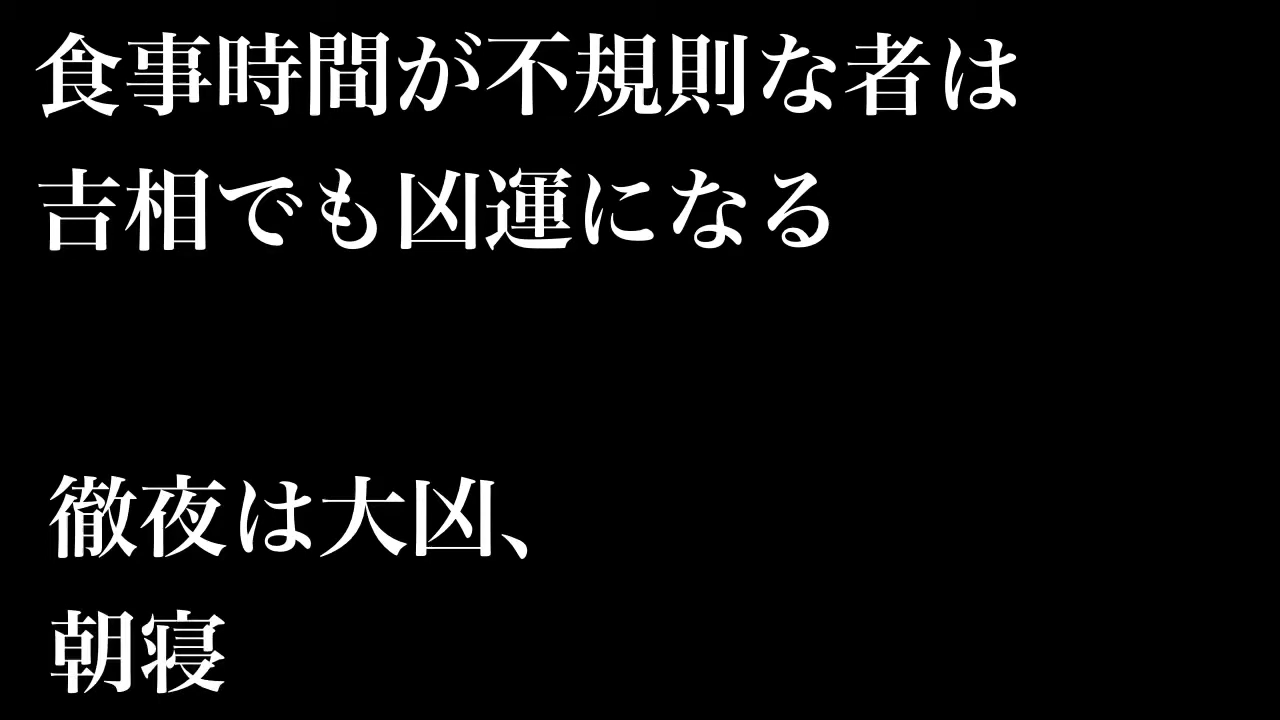 食事時間が不規則な者は
吉相でも凶運になる
徹夜は大凶、
朝寝